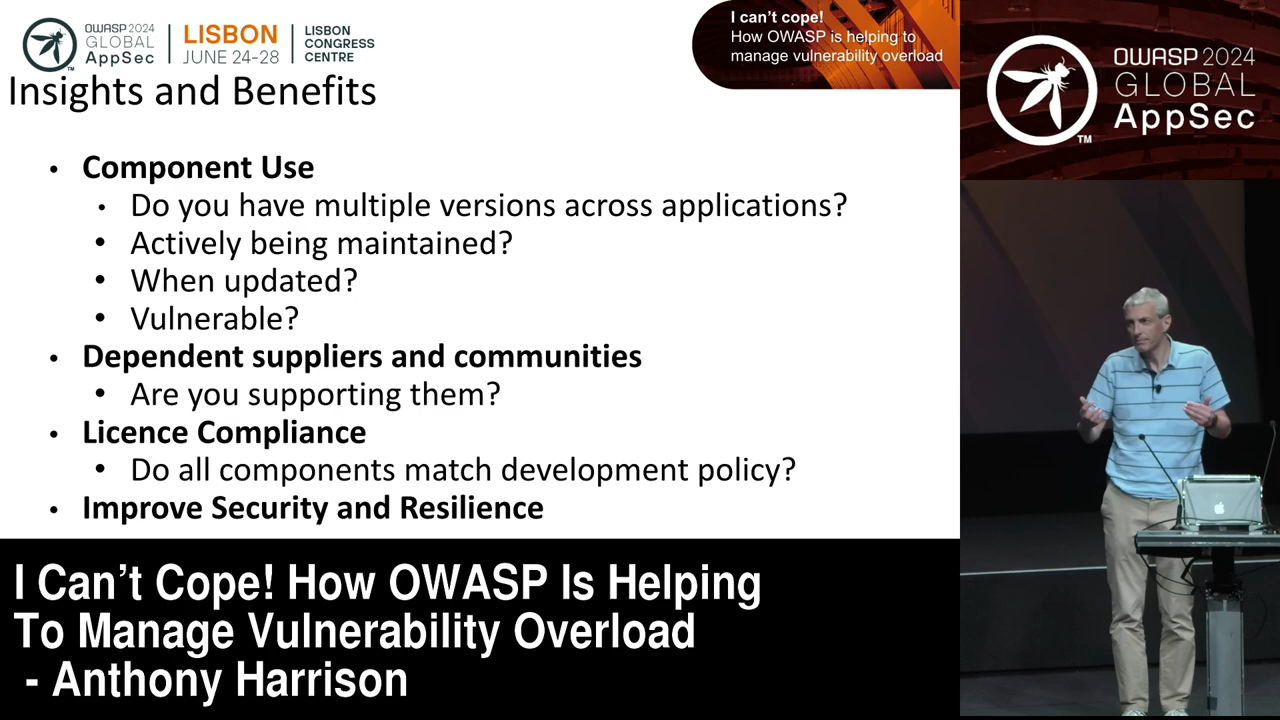 OWASP 2024
GLOBAL
AppSec
TM
LISBON
JUNE 24-28
LISBON
CONGRESS
CENTRE
I can't cope!
How OWASP is helping to
manage vulnerability overload
OWASP 2024
GLOBAL
AppSec
TM
Insights and Benefits
• Component Use
• Do you have multiple versions across applications?
• Actively being maintained?
• When updated?
• Vulnerable?
• Dependent suppliers and communities
• Are you supporting them?
• Licence Compliance
• Do all components match development policy?
• Improve Security and Resilience
I Can't Cope! How OWASP Is Helping
To Manage Vulnerability Overload
- Anthony Harrison